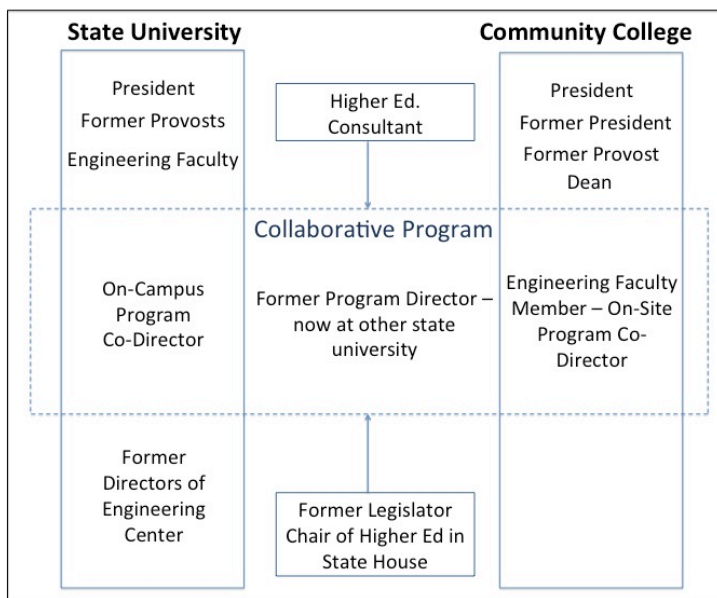 State University
President
Former Provosts
Engineering Faculty
On-Campus
Program
Co-Director
Former
Directors of
Engineering
Center
Higher Ed.
Consultant
Collaborative Program
Former Program Director –
now at other state
university
Former Legislator
Chair of Higher Ed in
State House
Community College
President
Former President
Former Provost
Dean
Engineering Faculty
Member – On-Site
Program Co-
Director